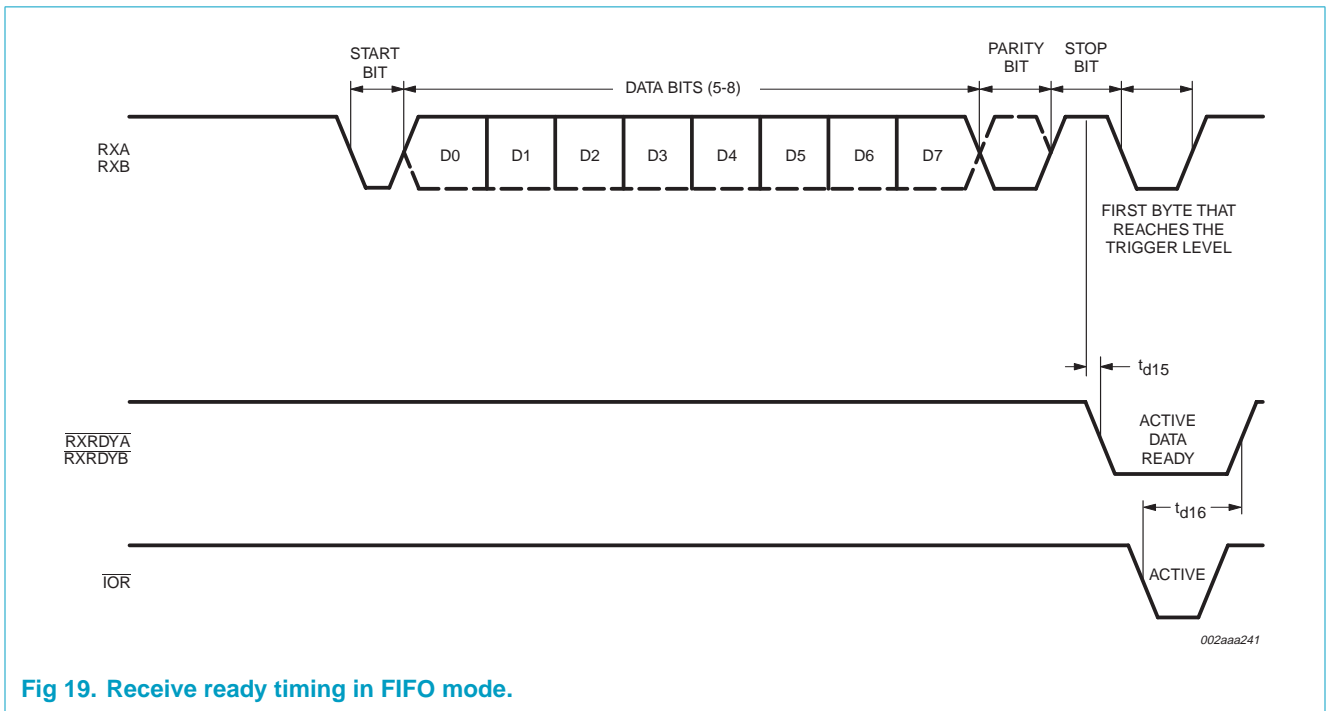 START
BIT
PARITY
BIT
STOP
BIT
DATA BITS (5-8)
RXA
RXB
D0 D1 D2 D3 D4 D5 D6 D7
FIRST BYTE THAT
REACHES THE
TRIGGER LEVEL
td15
RXRDYA
RXRDYB
ACTIVE
DATA
READY
td16
IOR
ACTIVE
002aaa241
Fig 19. Receive ready timing in FIFO mode.